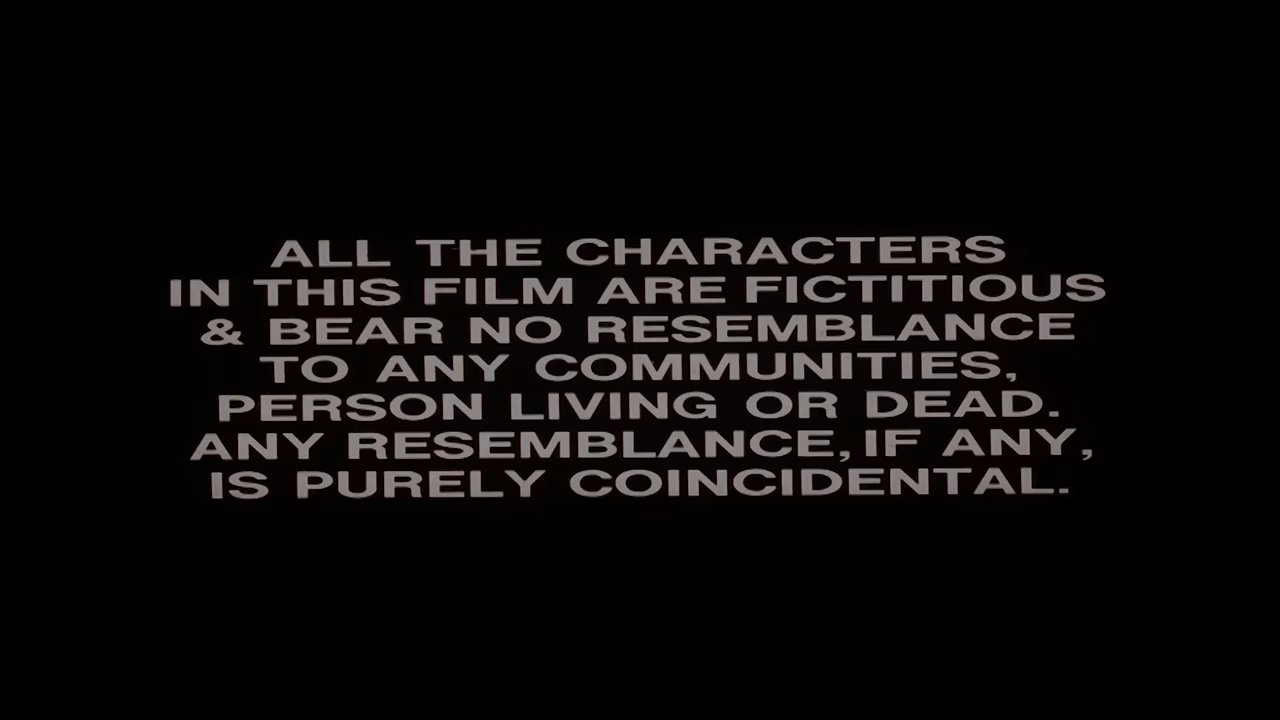 ALL THE CHARACTERS
IN THIS FILM ARE FICTITIOUS
& BEAR NO RESEMBLANCE
TO ANY COMMUNITIES,
PERSON LIVING OR DEAD.
ANY RESEMBLANCE, IF ANY,
IS PURELY COINCIDENTAL.